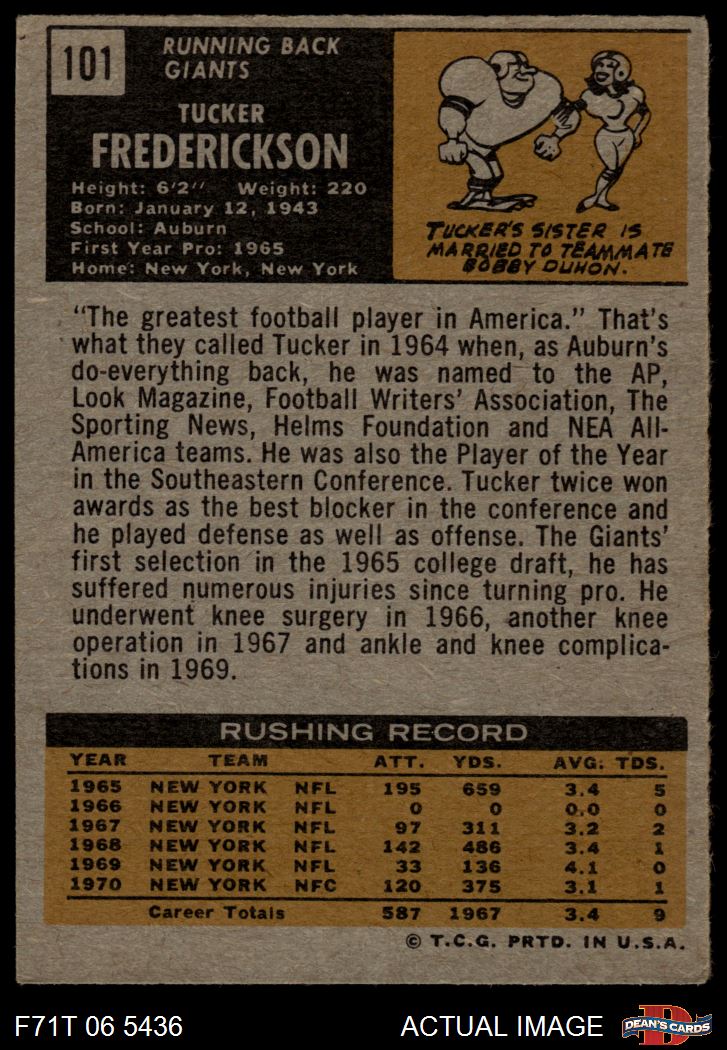 101
RUNNING BACK
GIANTS
TUCKER
FREDERICKSON
Height: 6'2" Weight: 220
Born: January 12, 1943
School: Auburn
First Year Pro: 1965
Home: New York, New York
TUCKER'S SISTER IS
MARRIED TO TEAMMATE
BOBBY DUHON.
"The greatest football player in America." That's
what they called Tucker in 1964 when, as Auburn's
do-everything back, he was named to the AP,
Look Magazine, Football Writers' Association, The
Sporting News, Helms Foundation and NEA All-
America teams. He was also the Player of the Year
in the Southeastern Conference. Tucker twice won
awards as the best blocker in the conference and
he played defense as well as offense. The Giants'
first selection in the 1965 college draft, he has
suffered numerous injuries since turning pro. He
underwent knee surgery in 1966, another knee
operation in 1967 and ankle and knee complica-
tions in 1969.
RUSHING RECORD
YEAR TEAM ATT. YDS. AVG. TDS.
1965 NEW YORK NFL 195 659 3.4 5
1966 NEW YORK NFL 0 0 0.0 0
1967 NEW YORK NFL 97 311 3.2 2
1968 NEW YORK NFL 142 486 3.4 1
1969 NEW YORK NFL 33 136 4.1 0
1970 NEW YORK NFC 120 375 3.1 1
Career Totals 587 1967 3.4 9
© T.C.G. PRTD. IN U.S.A.
F71T 06 5436 ACTUAL IMAGE
D
DEAN'S CARDS